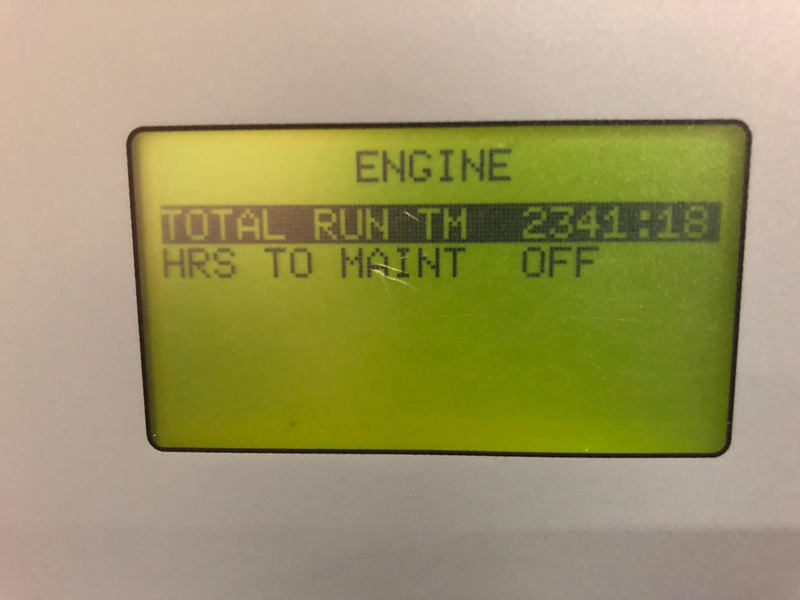 ENGINE
TOTAL RUN TM 2341:18
HRS TO MAINT OFF